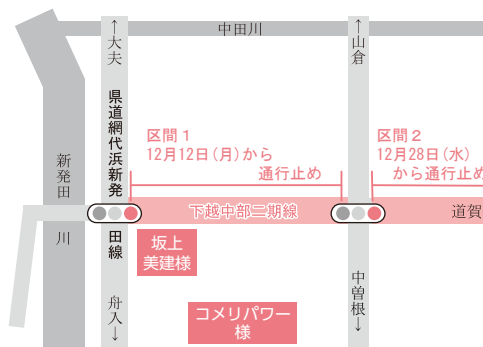 中田川
↑大夫
↑山倉
県道網代浜新発
田線
区間１
12月12日(月)から
通行止め
区間２
12月28日(水)
から通行止め
新発田
川
下越中部二期線
道賀
坂上
美建様
舟入↓
中曽根↓
コメリパワー
様